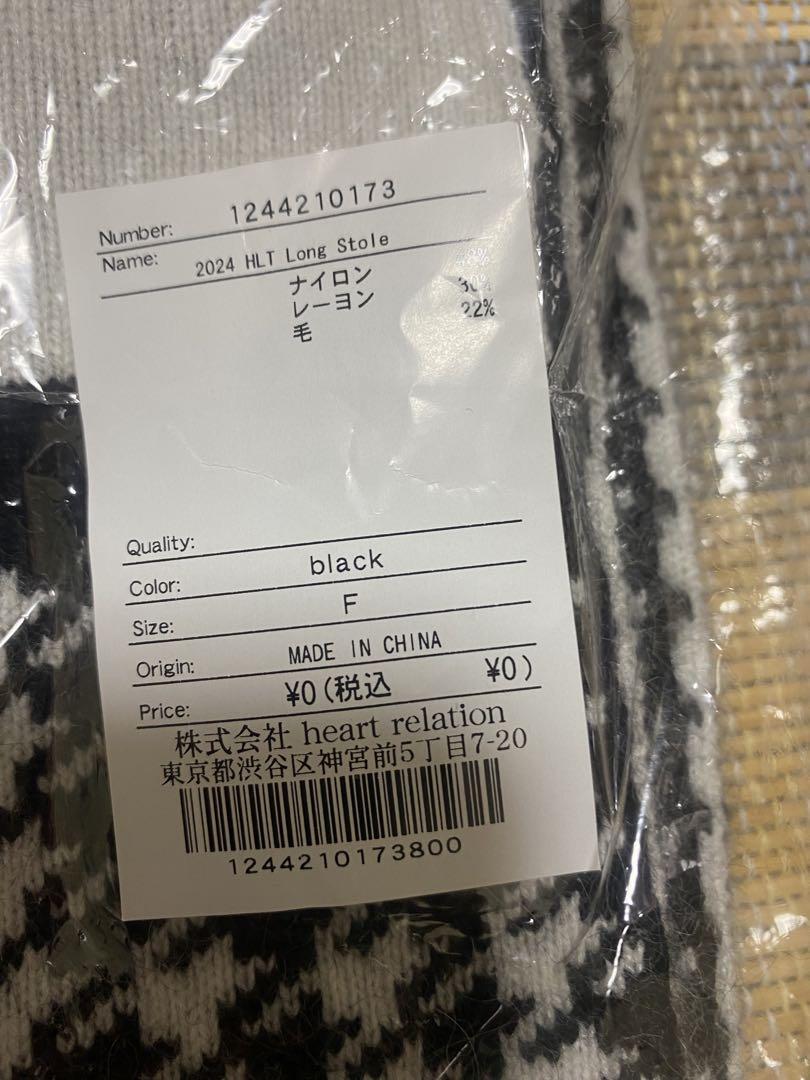 Number: 1244210173
Name: 2024 HLT Long Stole
ナイロン
レーヨン
毛 22%
Quality:
Color: black
Size: F
Origin: MADE IN CHINA
Price: ¥0(税込 ¥0)
株式会社 heart relation
東京都渋谷区神宮前5丁目7-20
1244210173800